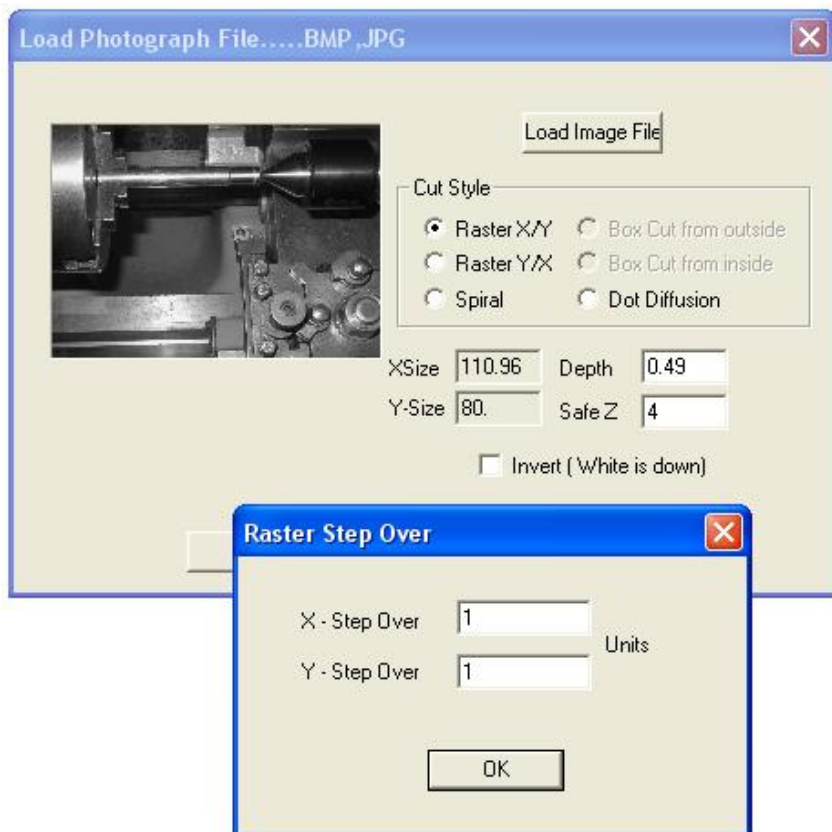 Load Photograph File.....BMP,JPG
Load Image File
Cut Style
Raster X/Y Box Cut from outside
Raster Y/X Box Cut from inside
Spiral Dot Diffusion
XSize 110.96 Depth 0.49
Y-Size 80. Safe Z 4
Invert ( White is down)
Raster Step Over
X - Step Over 1
Units
Y - Step Over 1
OK